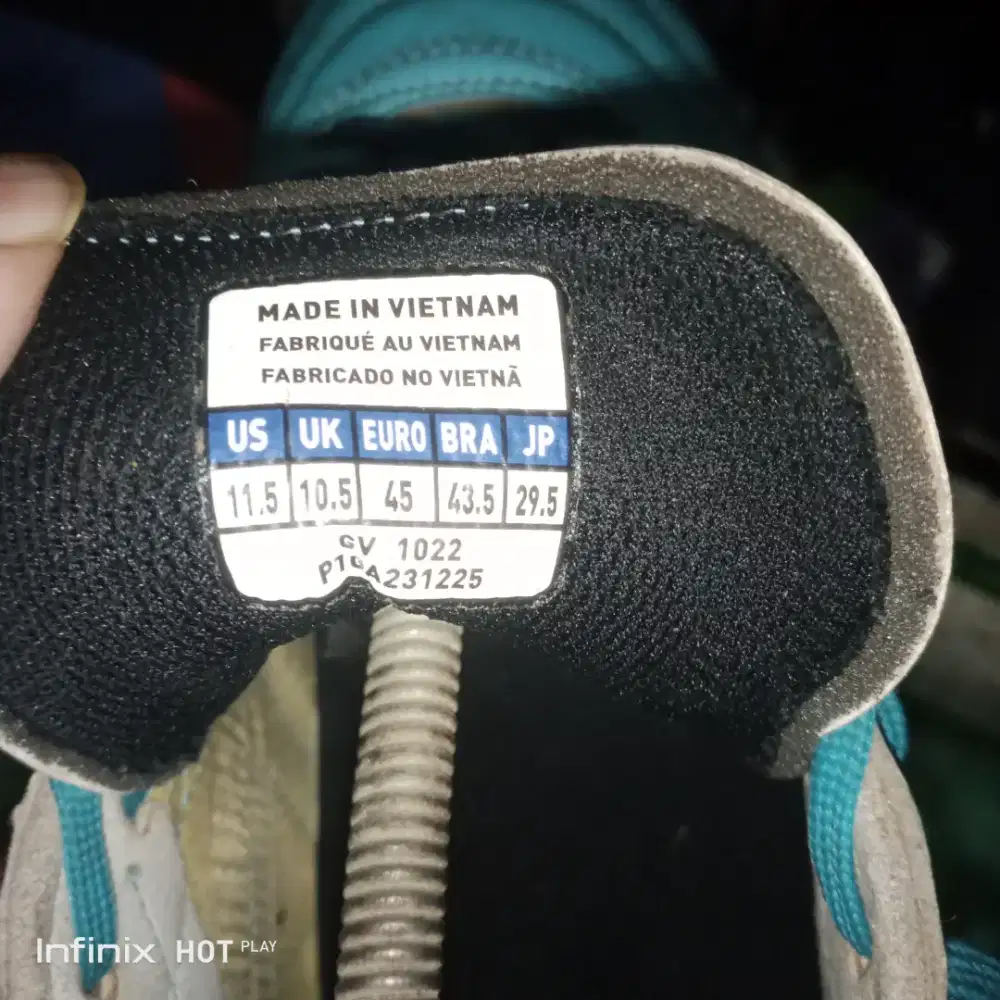 MADE IN VIETNAM
FABRIQUÉ AU VIETNAM
FABRICADO NO VIETNÃ
US UK EURO BRA JP
11.5 10.5 45 43.5 29.5
GV 1022
Infinix HOT PLAY